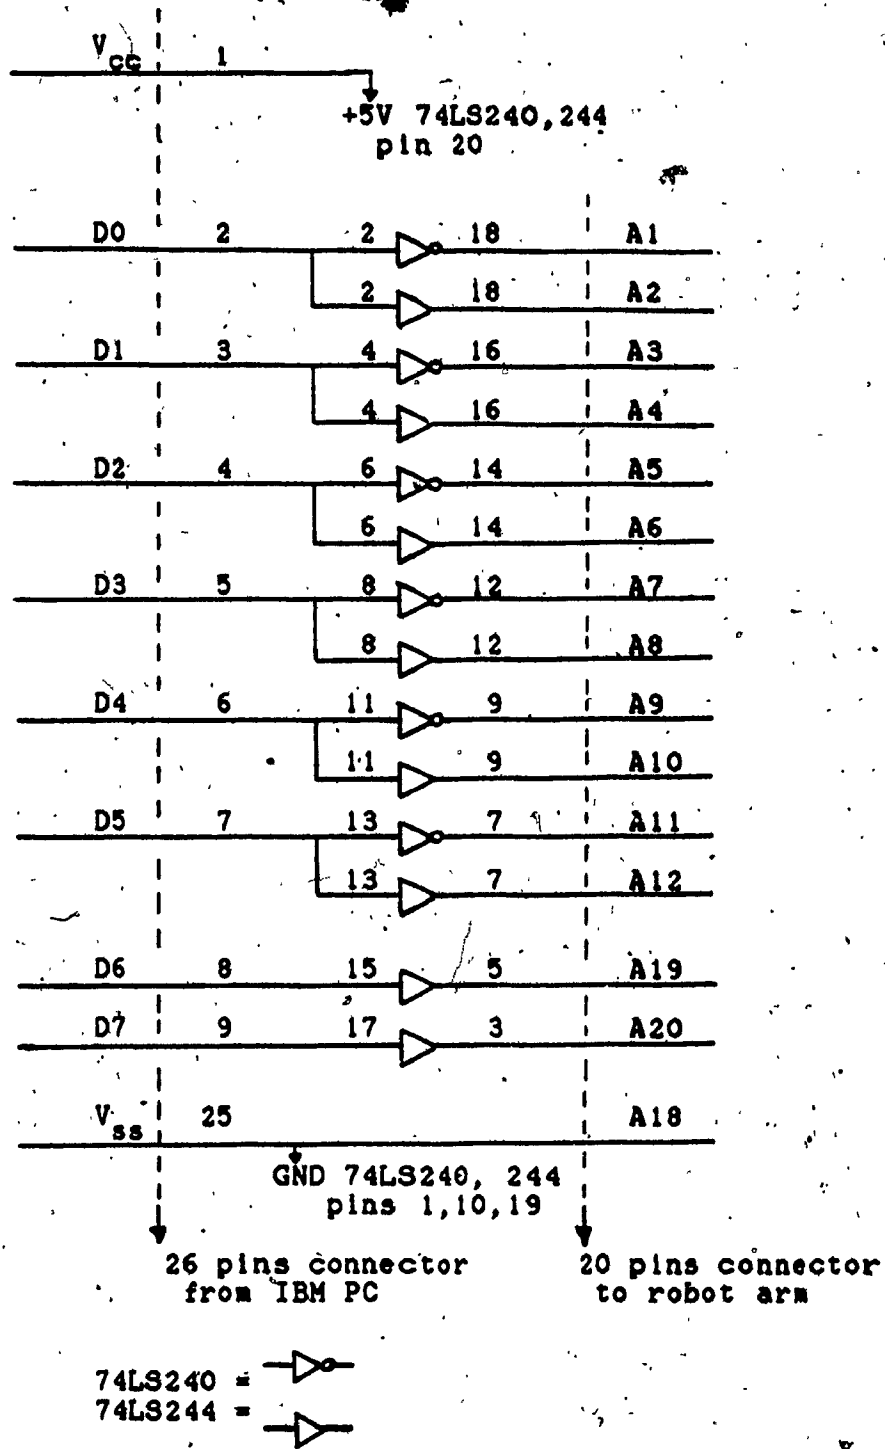 Vcc 1
+5V 74LS240,244
pin 20
D0 2 2 18 A1
2 18 A2
D1 3 4 16 A3
4 16 A4
D2 4 6 14 A5
6 14 A6
D3 5 8 12 A7
8 12 A8
D4 6 11 9 A9
11 9 A10
D5 7 13 7 A11
13 7 A12
D6 8 15 5 A19
D7 9 17 3 A20
Vss 25 A18
GND 74LS240, 244
pins 1,10,19
26 pins connector 20 pins connector
from IBM PC to robot arm
74LS240 =
74LS244 =